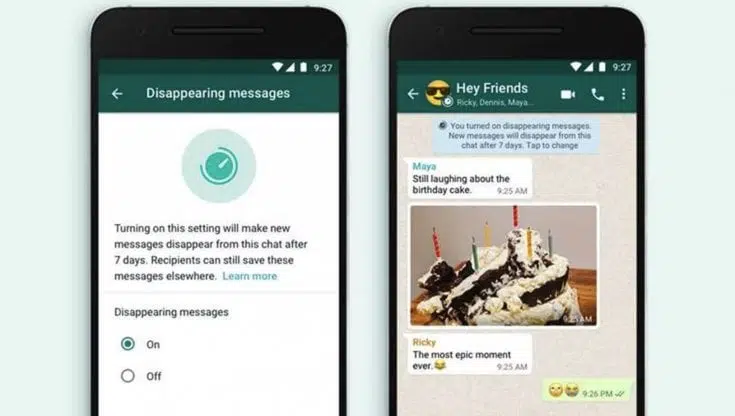 9:27
Disappearing messages
Turning on this setting will make new
messages disappear from this chat after
7 days. Recipients can still save these
messages elsewhere. Learn more
Disappearing messages
On
Off
9:27
Hey Friends
Ricky, Dennis, Maya...
You turned on disappearing messages.
New messages will disappear from this
chat after 7 days. Tap to change
Maya
Still laughing about the
birthday cake.
9:25 AM
9:25 AM
Ricky
The most epic moment
ever.😂
9:25 AM
😁😂 9:26 PM